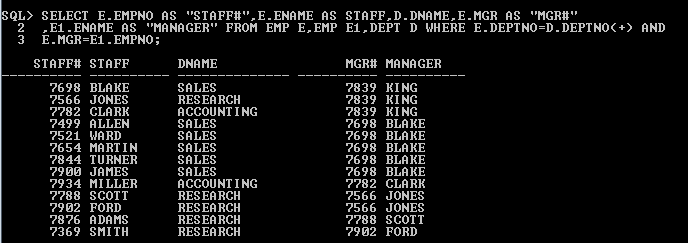 SQL> SELECT E.EMPNO AS "STAFF#",E.ENAME AS STAFF,D.DNAME,E.MGR AS "MGR#"
2 ,E1.ENAME AS "MANAGER" FROM EMP E,EMP E1,DEPT D WHERE E.DEPTNO=D.DEPTNO(+) AND
3 E.MGR=E1.EMPNO;
STAFF# STAFF DNAME MGR# MANAGER
---------- ---------- -------------- ---------- ----------
7698 BLAKE SALES 7839 KING
7566 JONES RESEARCH 7839 KING
7782 CLARK ACCOUNTING 7839 KING
7499 ALLEN SALES 7698 BLAKE
7521 WARD SALES 7698 BLAKE
7654 MARTIN SALES 7698 BLAKE
7844 TURNER SALES 7698 BLAKE
7900 JAMES SALES 7698 BLAKE
7934 MILLER ACCOUNTING 7782 CLARK
7788 SCOTT RESEARCH 7566 JONES
7902 FORD RESEARCH 7566 JONES
7876 ADAMS RESEARCH 7788 SCOTT
7369 SMITH RESEARCH 7902 FORD